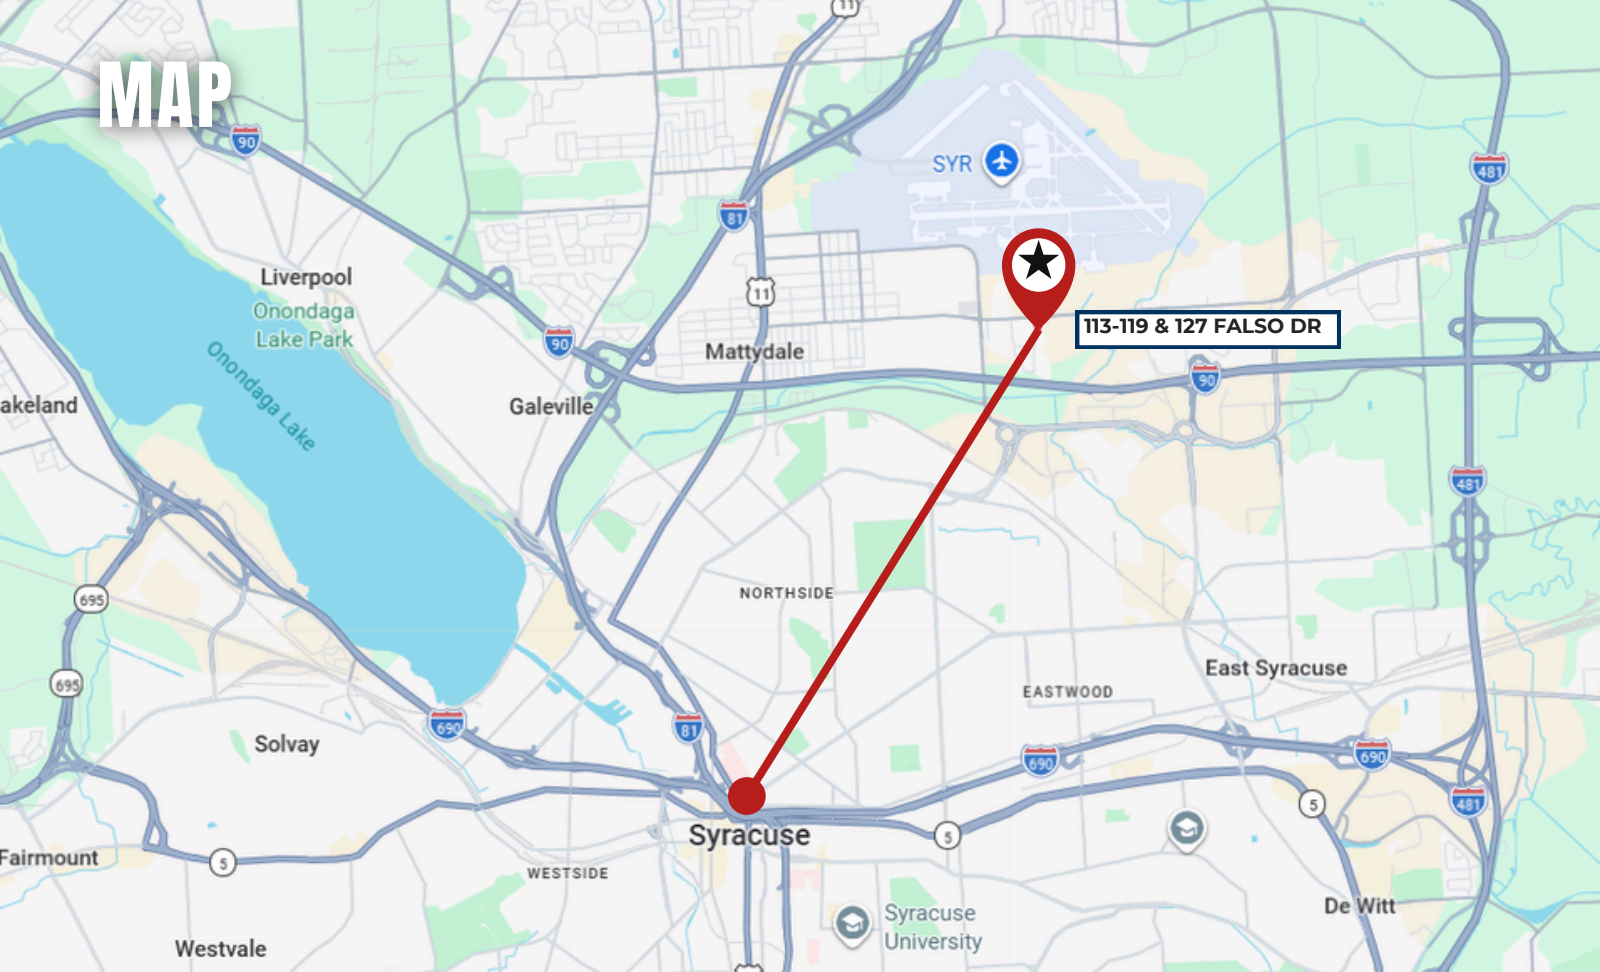 11
MAP
90
SYR
481
81
Liverpool
11
Onondaga
Lake Park
113-119 & 127 FALSO DR
90
Mattydale
Onondaga Lake
90
akeland
Galeville
481
695
NORTHSIDE
East Syracuse
695
EASTWOOD
690
81
Solvay
690
690
481
5
Syracuse
5
Fairmount
5
WESTSIDE
De Witt
Syracuse
University
Westvale